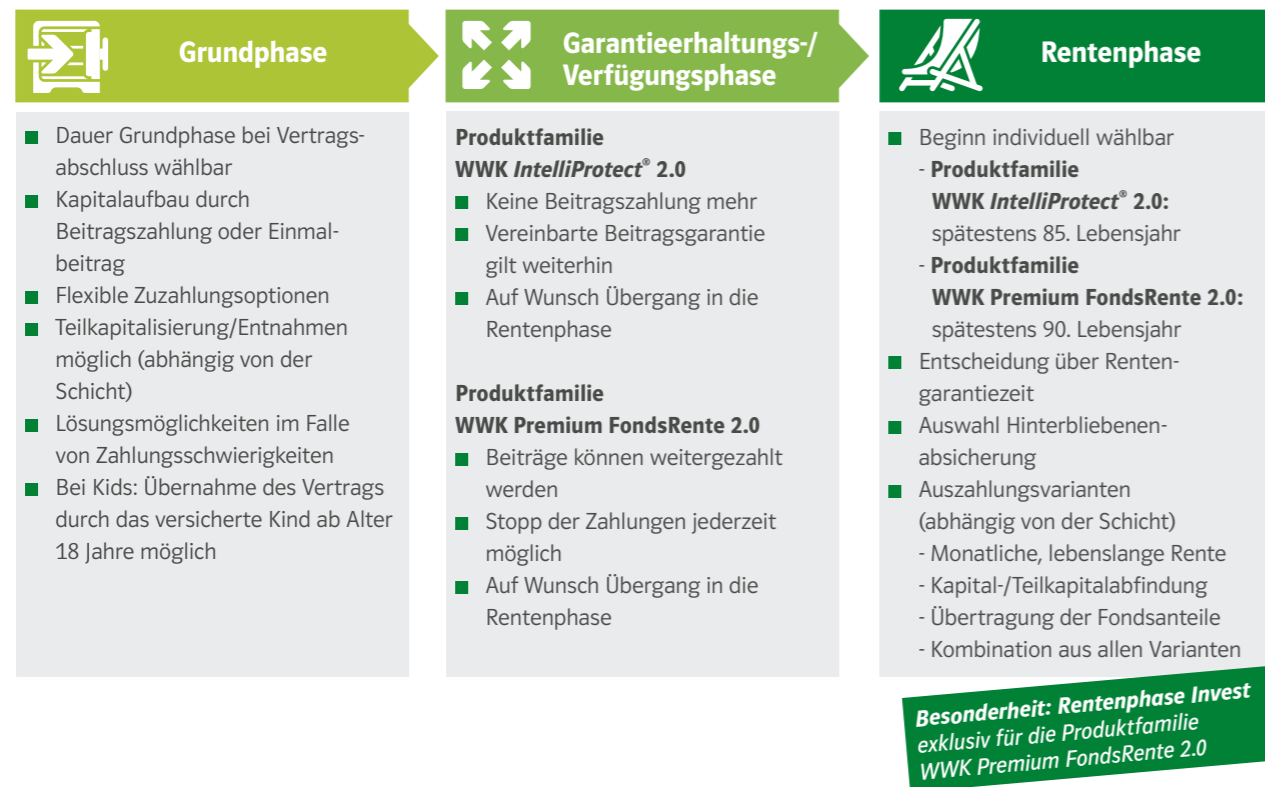 Grundphase
Dauer Grundphase bei Vertrags-
abschluss wählbar
Kapitalaufbau durch
Beitragszahlung oder Einmal-
beitrag
Flexible Zuzahlungsoptionen
Teilkapitalisierung/Entnahmen
möglich (abhängig von der
Schicht)
Lösungsmöglichkeiten im Falle
von Zahlungsschwierigkeiten
Bei Kids: Übernahme des Vertrags
durch das versicherte Kind ab Alter
18 Jahre möglich
Garantieerhaltungs-/
Verfügungsphase
Produktfamilie
WWK IntelliProtect® 2.0
Keine Beitragszahlung mehr
Vereinbarte Beitragsgarantie
gilt weiterhin
Auf Wunsch Übergang in die
Rentenphase
Produktfamilie
WWK Premium FondsRente 2.0
Beiträge können weitergezahlt
werden
Stopp der Zahlungen jederzeit
möglich
Auf Wunsch Übergang in die
Rentenphase
Rentenphase
Beginn individuell wählbar
- Produktfamilie
WWK IntelliProtect® 2.0:
spätestens 85. Lebensjahr
- Produktfamilie
WWK Premium FondsRente 2.0:
spätestens 90. Lebensjahr
Entscheidung über Renten-
garantiezeit
Auswahl Hinterbliebenen-
absicherung
Auszahlungsvarianten
(abhängig von der Schicht)
- Monatliche, lebenslange Rente
- Kapital-/Teilkapitalabfindung
- Übertragung der Fondsanteile
- Kombination aus allen Varianten
Besonderheit: Rentenphase Invest
exklusiv für die Produktfamilie
WWK Premium FondsRente 2.0